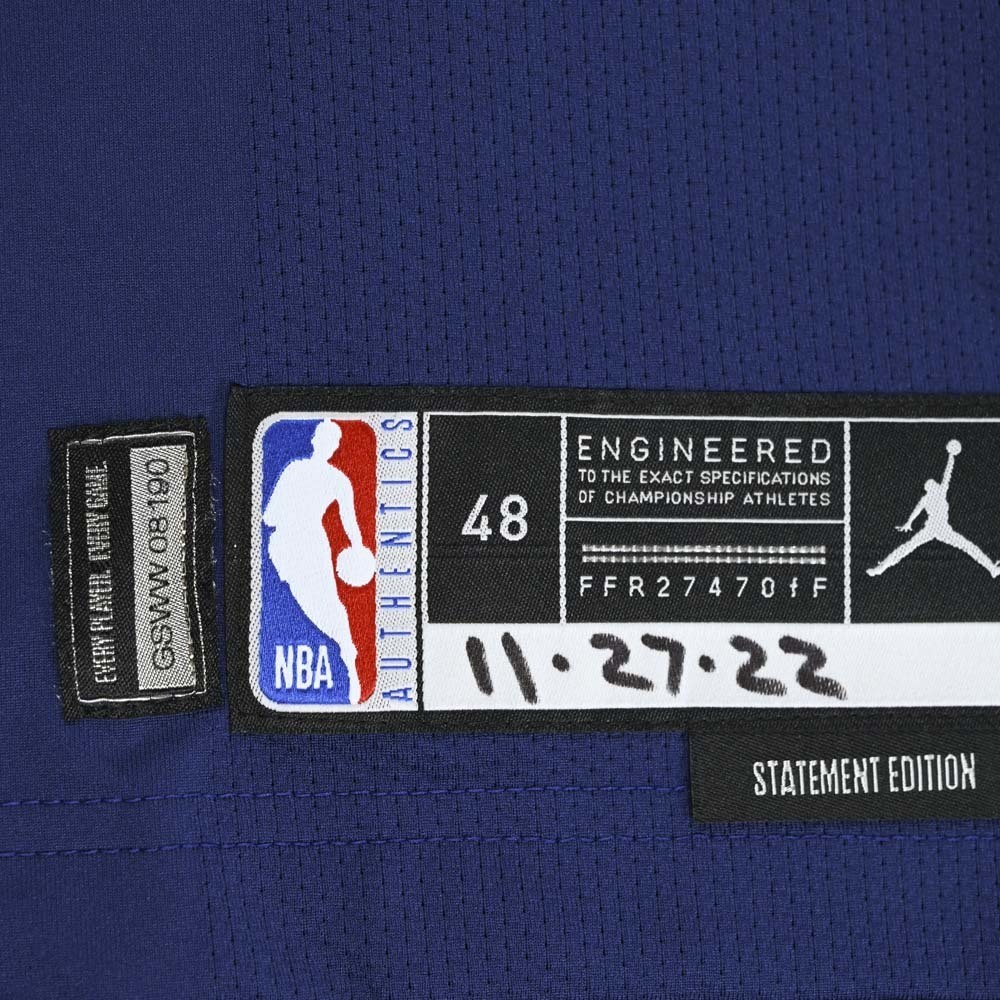 EVERY PLAYER. EVERY GAME.
GSWW 08190
NBA
AUTHENTICS
48
ENGINEERED
TO THE EXACT SPECIFICATIONS
OF CHAMPIONSHIP ATHLETES
FFR27470fF
11·27·22
STATEMENT EDITION